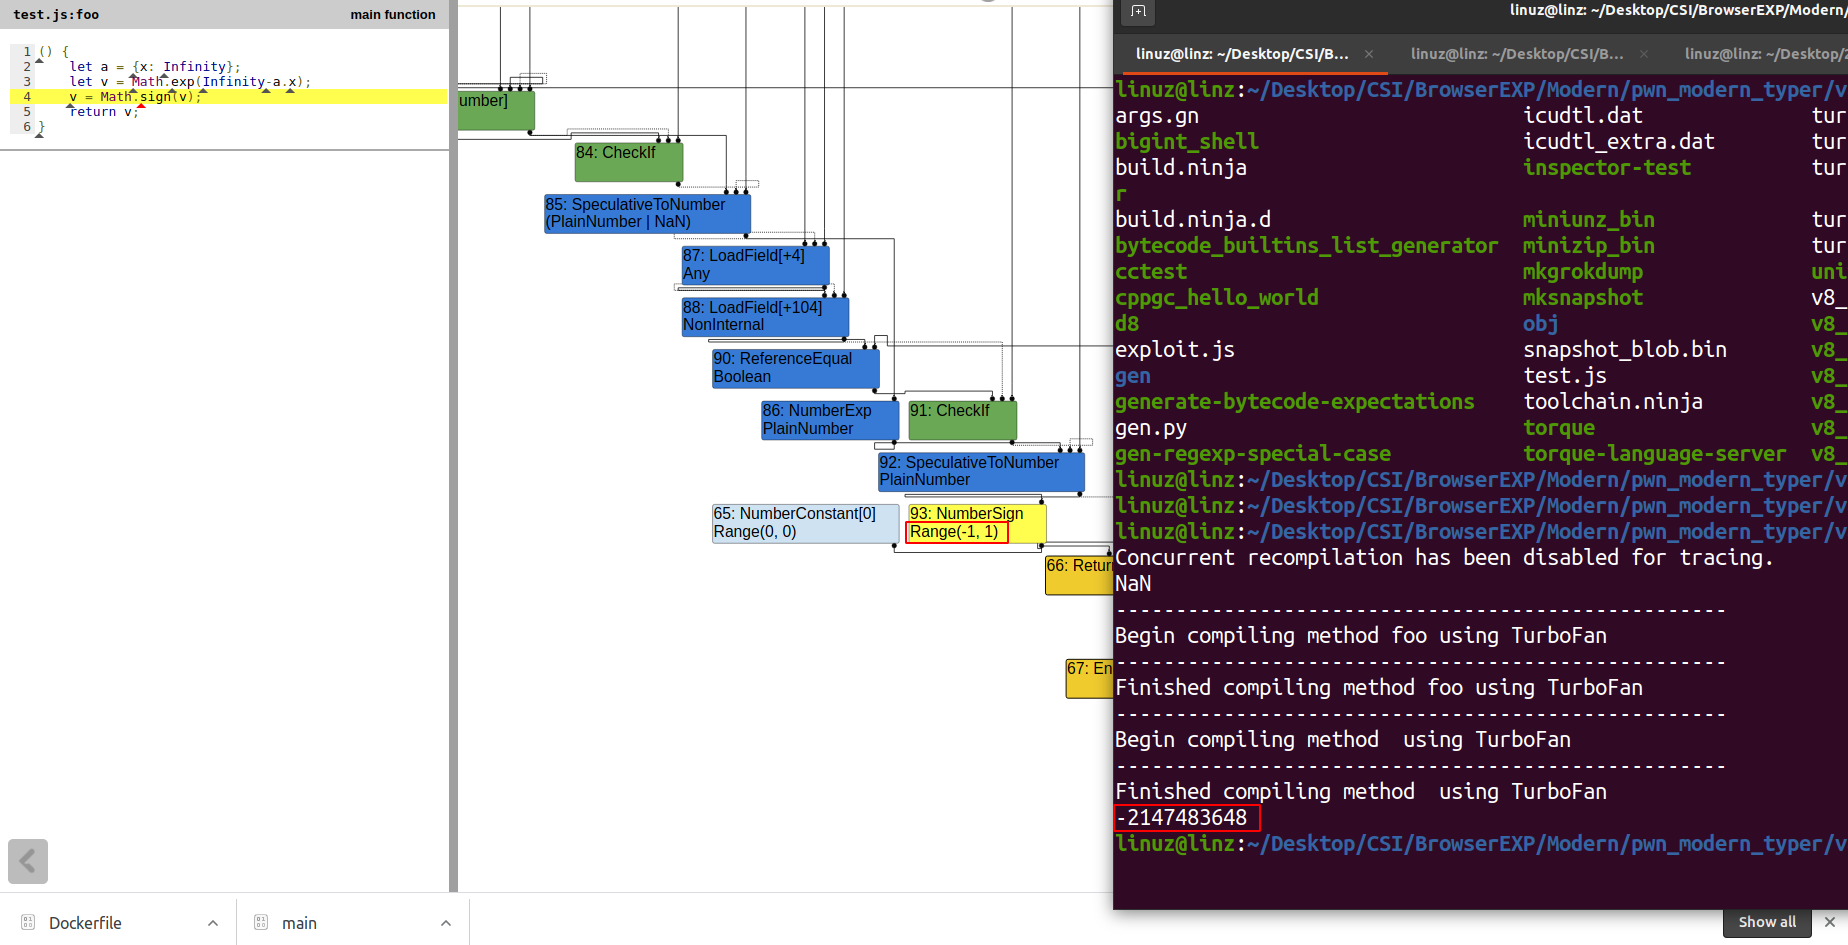 test.js:foo
main function
1 () {
2 let a = {x: Infinity};
3 let v = Math.exp(Infinity-a.x);
4 v = Math.sign(v);
5 return v;
6 }
umber]
84: CheckIf
85: SpeculativeToNumber
(PlainNumber | NaN)
87: LoadField[+4]
Any
88: LoadField[+104]
NonInternal
90: ReferenceEqual
Boolean
86: NumberExp
PlainNumber
91: CheckIf
92: SpeculativeToNumber
PlainNumber
65: NumberConstant[0]
Range(0, 0)
93: NumberSign
Range(-1, 1)
66: Retur
67: En
linuz@linz: ~/Desktop/CSI/BrowserEXP/Modern/
linuz@linz: ~/Desktop/CSI/B... ×
linuz@linz: ~/Desktop/CSI/B... ×
linuz@linz: ~/Desktop/2
linuz@linz:~/Desktop/CSI/BrowserEXP/Modern/pwn_modern_typer/v
args.gn icudtl.dat tur
bigint_shell icudtl_extra.dat tur
build.ninja inspector-test tur
r
build.ninja.d miniunz_bin tur
bytecode_builtins_list_generator minizip_bin tur
cctest mkgrokdump uni
cppgc_hello_world mksnapshot v8_
d8 obj v8_
exploit.js snapshot_blob.bin v8_
gen test.js v8_
generate-bytecode-expectations toolchain.ninja v8_
gen.py torque v8_
gen-regexp-special-case torque-language-server v8_
linuz@linz:~/Desktop/CSI/BrowserEXP/Modern/pwn_modern_typer/v
linuz@linz:~/Desktop/CSI/BrowserEXP/Modern/pwn_modern_typer/v
linuz@linz:~/Desktop/CSI/BrowserEXP/Modern/pwn_modern_typer/v
Concurrent recompilation has been disabled for tracing.
NaN
---------------------------------------------------
Begin compiling method foo using TurboFan
---------------------------------------------------
Finished compiling method foo using TurboFan
---------------------------------------------------
Begin compiling method  using TurboFan
---------------------------------------------------
Finished compiling method  using TurboFan
-2147483648
linuz@linz:~/Desktop/CSI/BrowserEXP/Modern/pwn_modern_typer/v
Dockerfile
main
Show all ×